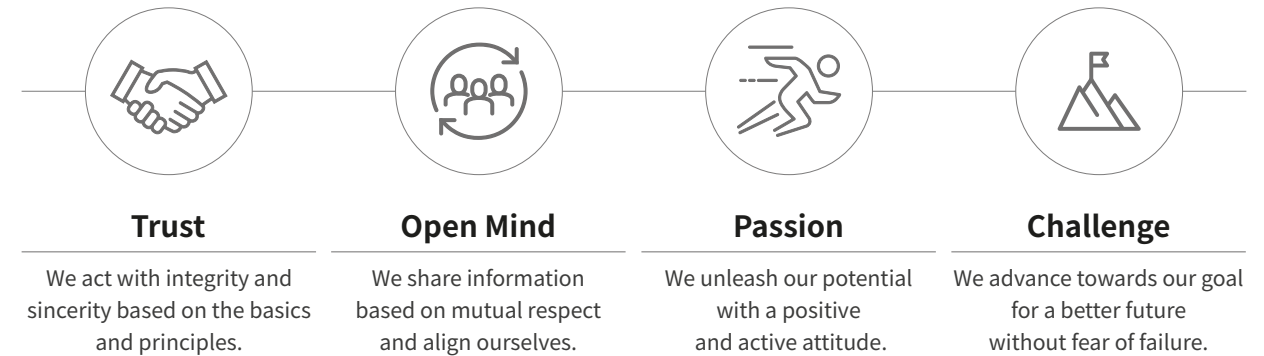 Trust
We act with integrity and
sincerity based on the basics
and principles.
Open Mind
We share information
based on mutual respect
and align ourselves.
Passion
We unleash our potential
with a positive
and active attitude.
Challenge
We advance towards our goal
for a better future
without fear of failure.